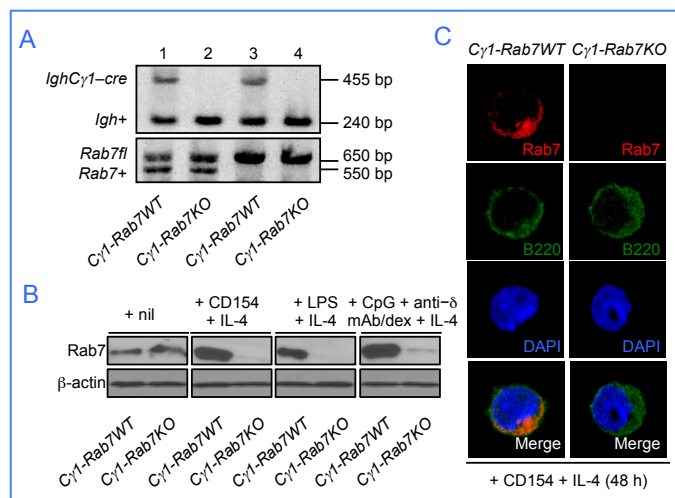 A
1 2 3 4
IghCγ1–cre
455 bp
Igh+
240 bp
Rab7fl
650 bp
Rab7+
550 bp
Cγ1-Rab7WT
Cγ1-Rab7KO
Cγ1-Rab7WT
Cγ1-Rab7KO
B
+ nil
+ CD154
+ IL-4
+ LPS
+ IL-4
+ CpG + anti−δ
mAb/dex + IL-4
Rab7
β-actin
Cγ1-Rab7WT
Cγ1-Rab7KO
Cγ1-Rab7WT
Cγ1-Rab7KO
Cγ1-Rab7WT
Cγ1-Rab7KO
Cγ1-Rab7WT
Cγ1-Rab7KO
C
Cγ1-Rab7WT Cγ1-Rab7KO
Rab7 Rab7
B220 B220
DAPI DAPI
Merge Merge
+ CD154 + IL-4 (48 h)